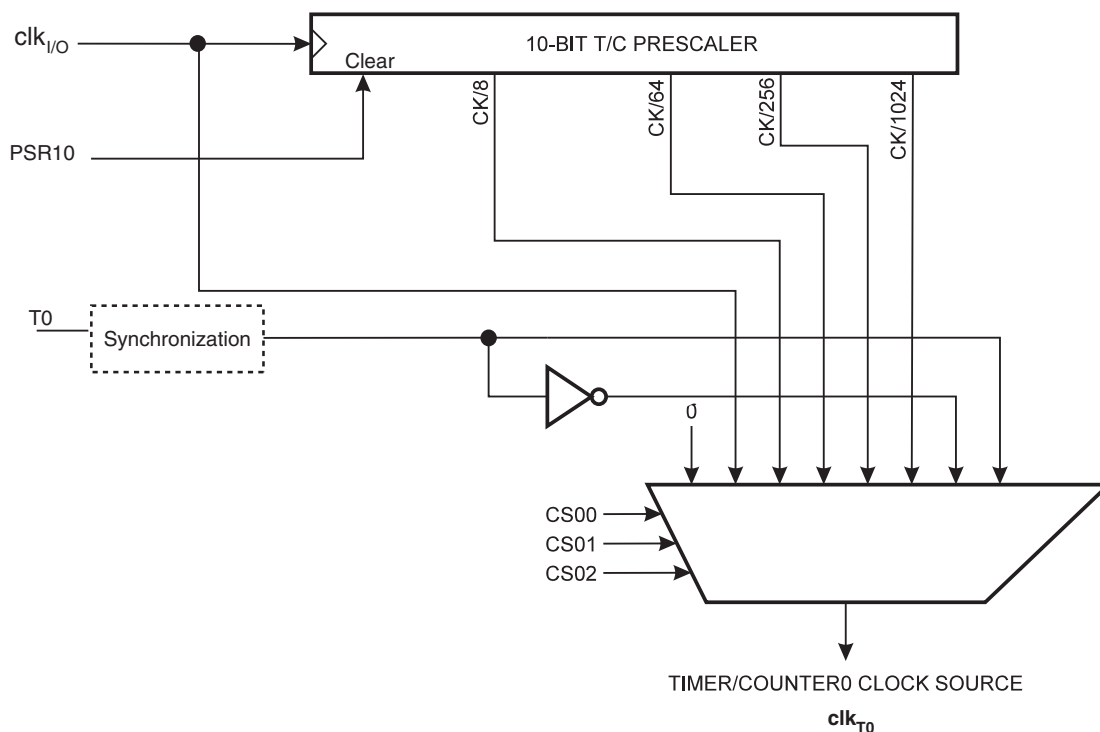 clkI/O
10-BIT T/C PRESCALER
Clear
CK/8
CK/64
CK/256
CK/1024
PSR10
T0
Synchronization
0
CS00
CS01
CS02
TIMER/COUNTER0 CLOCK SOURCE
clkT0